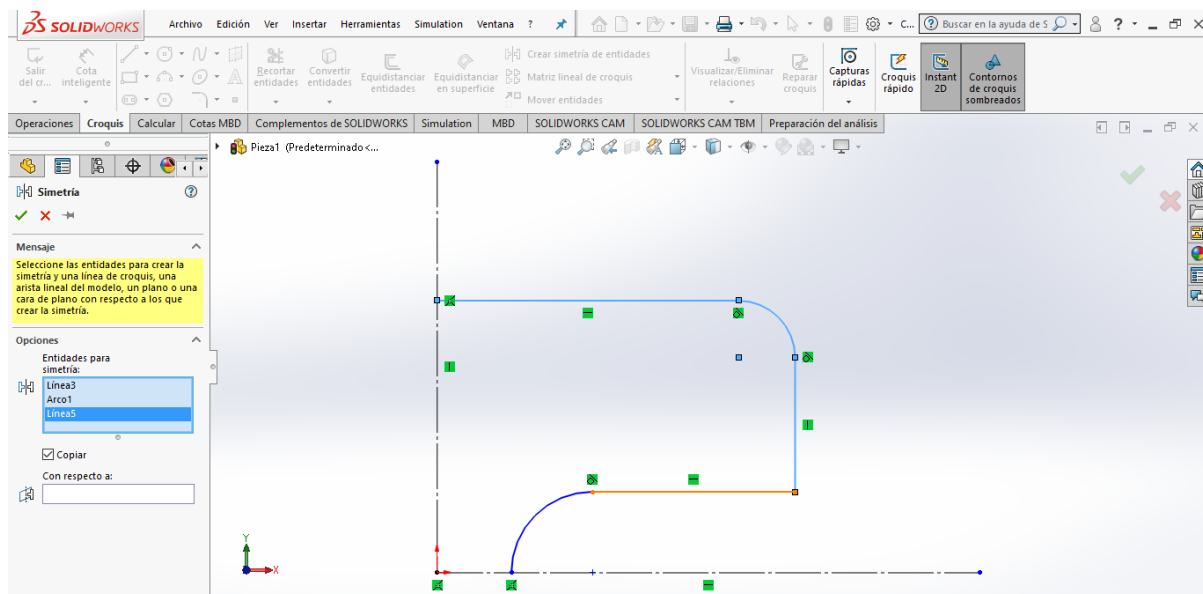 SOLIDWORKS
Archivo Edición Ver Insertar Herramientas Simulation Ventana ?
C...
Buscar en la ayuda de S
?
Salir
del cr...
Cota
inteligente
Recortar
entidades
Convertir
entidades
Equidistanciar
entidades
Equidistanciar
en superficie
Crear simetría de entidades
Matriz lineal de croquis
Mover entidades
Visualizar/Eliminar
relaciones
Reparar
croquis
Capturas
rápidas
Croquis
rápido
Instant
2D
Contornos
de croquis
sombreados
Operaciones Croquis Calcular Cotas MBD Complementos de SOLIDWORKS Simulation MBD SOLIDWORKS CAM SOLIDWORKS CAM TBM Preparación del análisis
Pieza1 (Predeterminado<...
Simetría
Mensaje
Seleccione las entidades para crear la
simetría y una línea de croquis, una
arista lineal del modelo, un plano o una
cara de plano con respecto a los que
crear la simetría.
Opciones
Entidades para
simetría:
Línea3
Arco1
Línea5
Copiar
Con respecto a:
Y
X